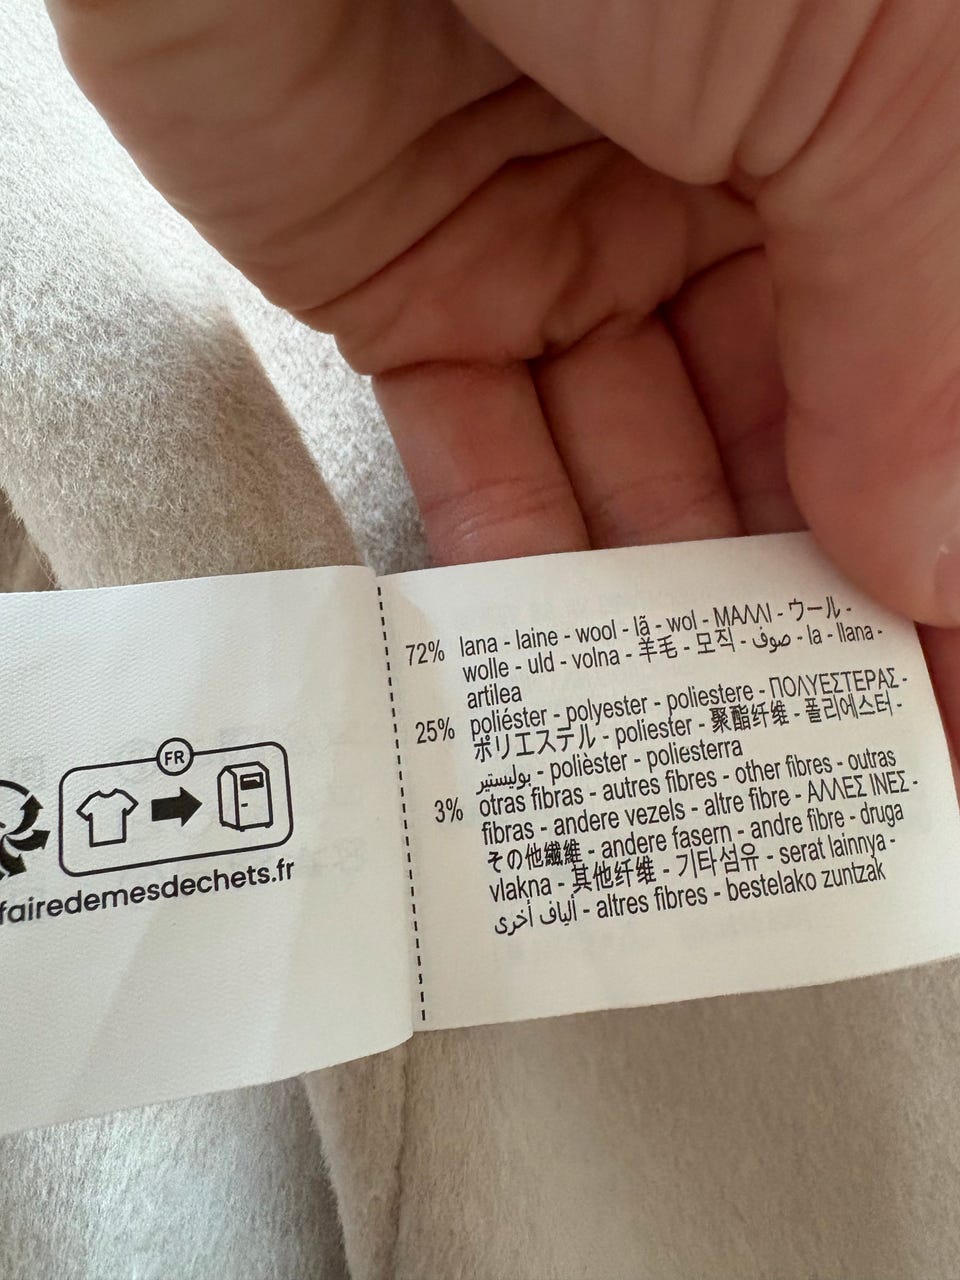 FR
fairedemesdechets.fr
72% lana - laine - wool - lã - wol - ΜΑΛΛΙ - ウール -
wolle - uld - volna - 羊毛 - 모직 - صوف - la - llana -
artilea
25% poliéster - polyester - poliestere - ΠΟΛΥΕΣΤΕΡΑΣ -
ポリエステル - poliester - 聚酯纤维 - 폴리에스터 -
بوليستير - polièster - poliesterra
3% otras fibras - autres fibres - other fibres - outras
fibras - andere vezels - altre fibre - ΑΛΛΕΣ ΙΝΕΣ -
その他繊維 - andere fasern - andre fibre - druga
vlakna - 其他纤维 - 기타 섬유 - serat lainnya -
ألياف أخرى - altres fibres - bestelako zuntzak